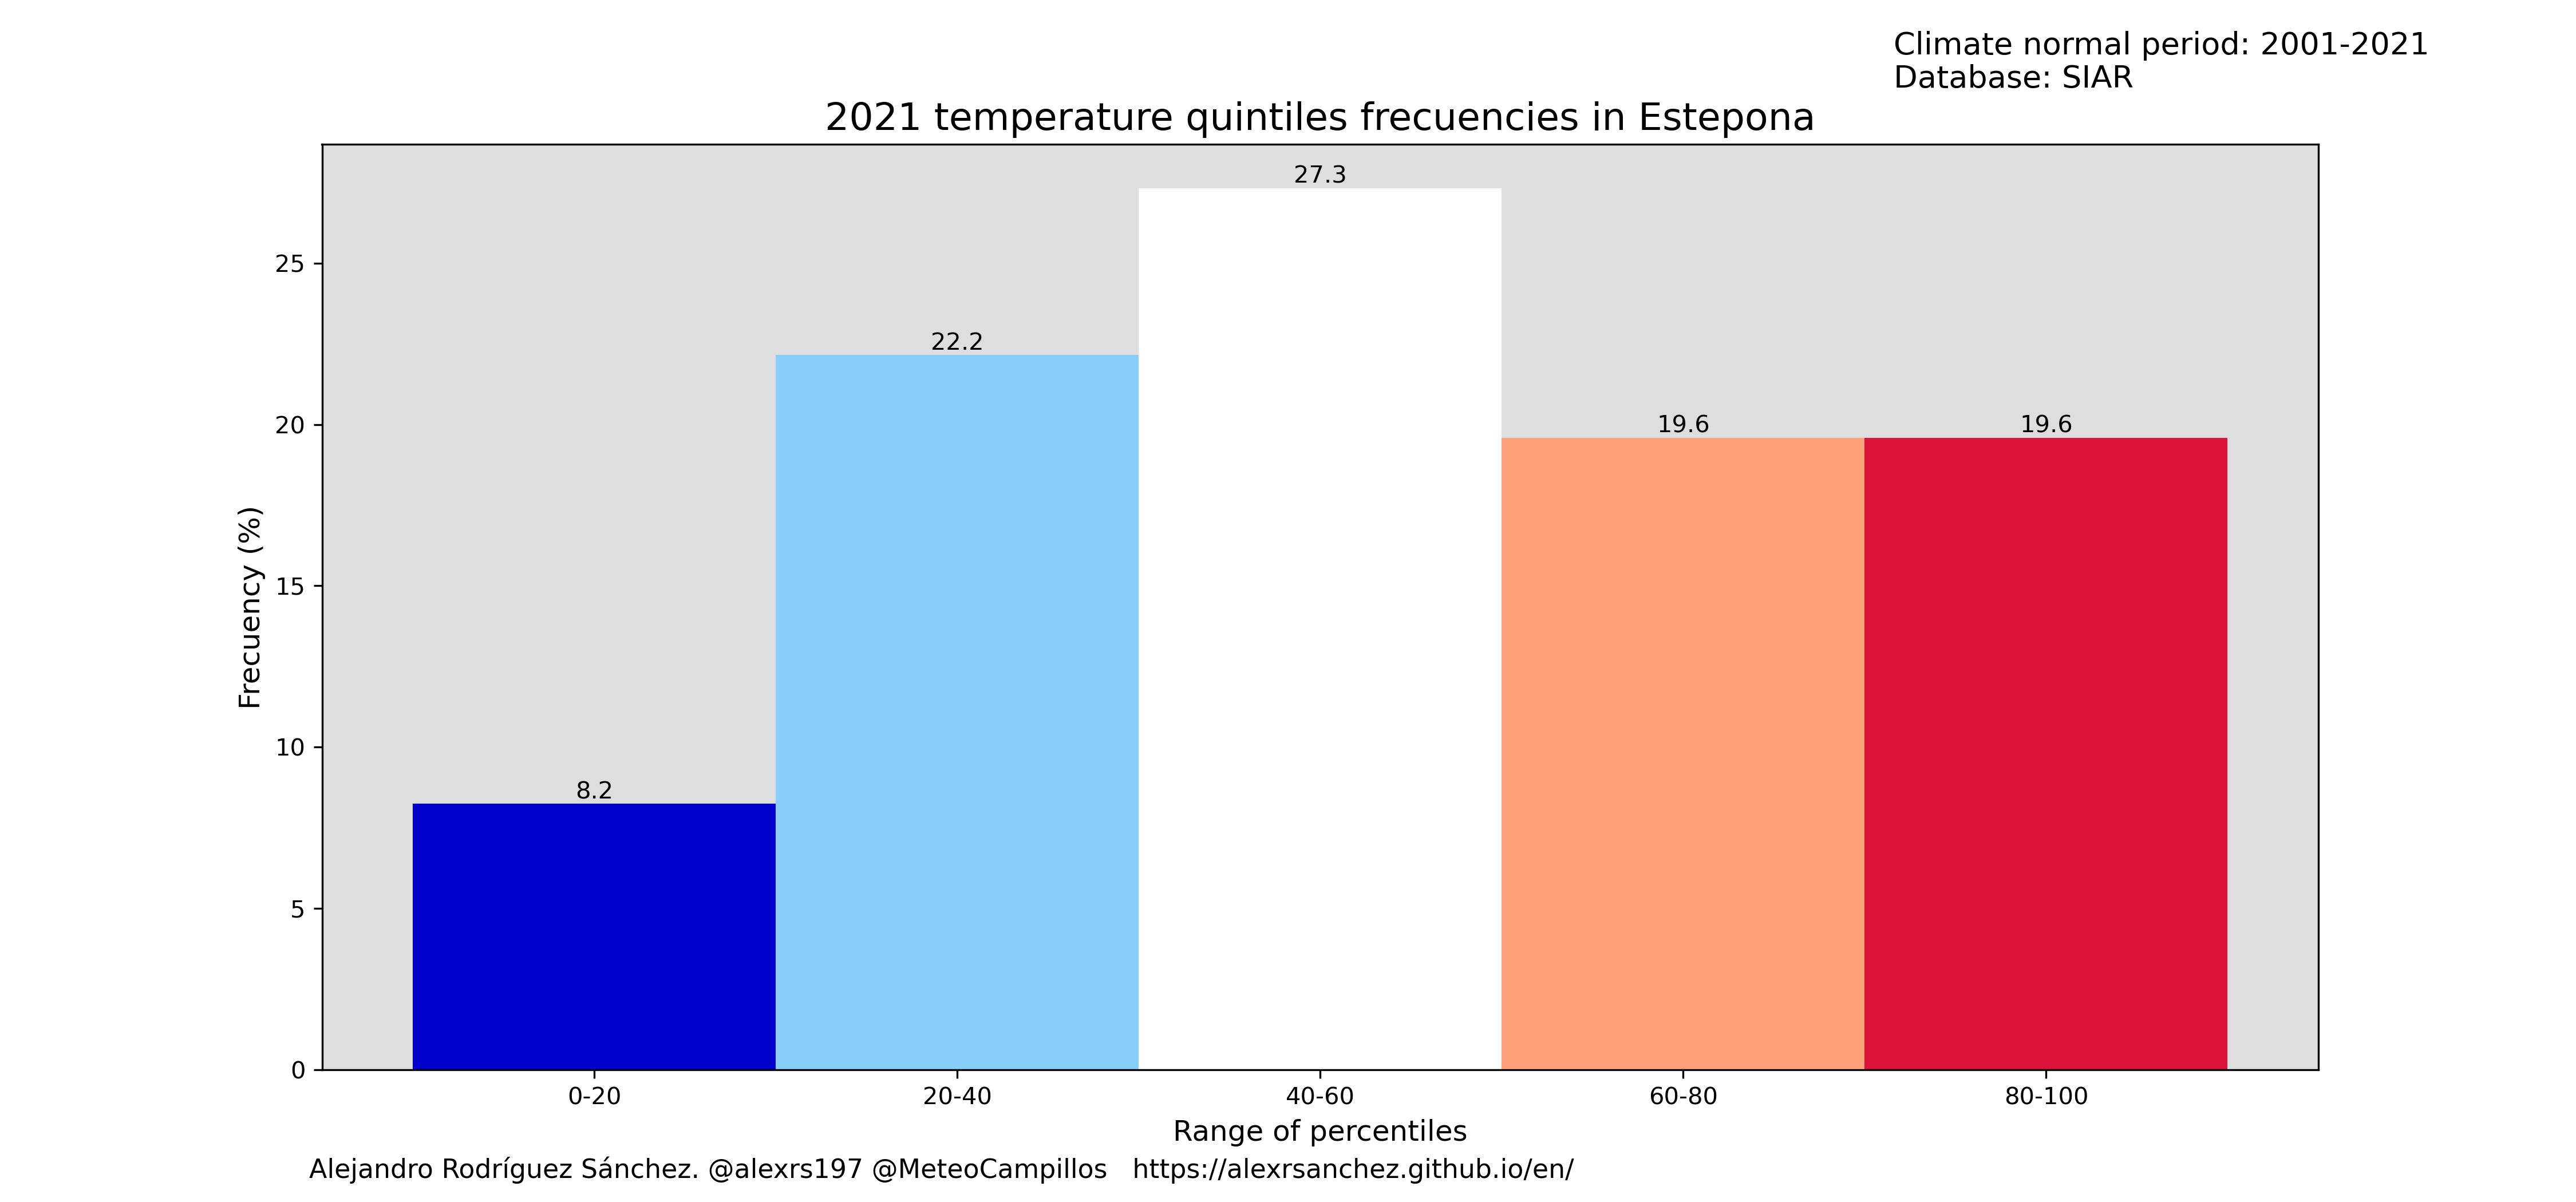 Climate normal period: 2001-2021
Database: SIAR
2021 temperature quintiles frecuencies in Estepona
27.3
25
22.2
20
19.6
19.6
Frecuency (%)
15
10
8.2
5
0
0-20
20-40
40-60
60-80
80-100
Range of percentiles
Alejandro Rodríguez Sánchez. @alexrs197 @MeteoCampillos https://alexrsanchez.github.io/en/